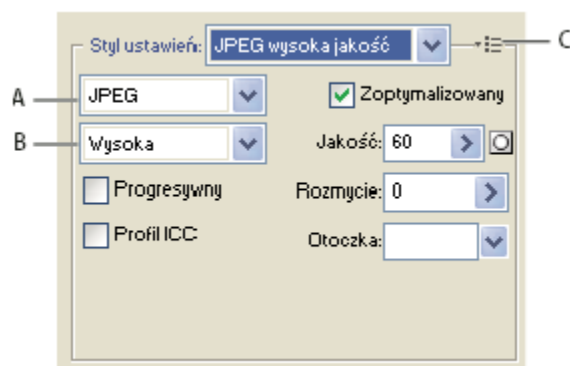 Styl ustawień: JPEG wysoka jakość C
A JPEG Zoptymalizowany
B Wysoka Jakość: 60
Progresywny Rozmycie: 0
Profil ICC Otoczka: